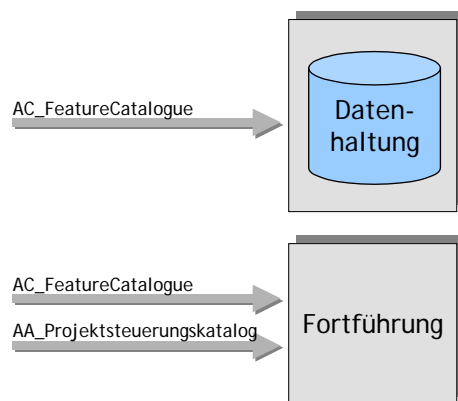 AC_FeatureCatalogue
Daten-
haltung
AC_FeatureCatalogue
AA_Projektsteuerungskatalog
Fortführung